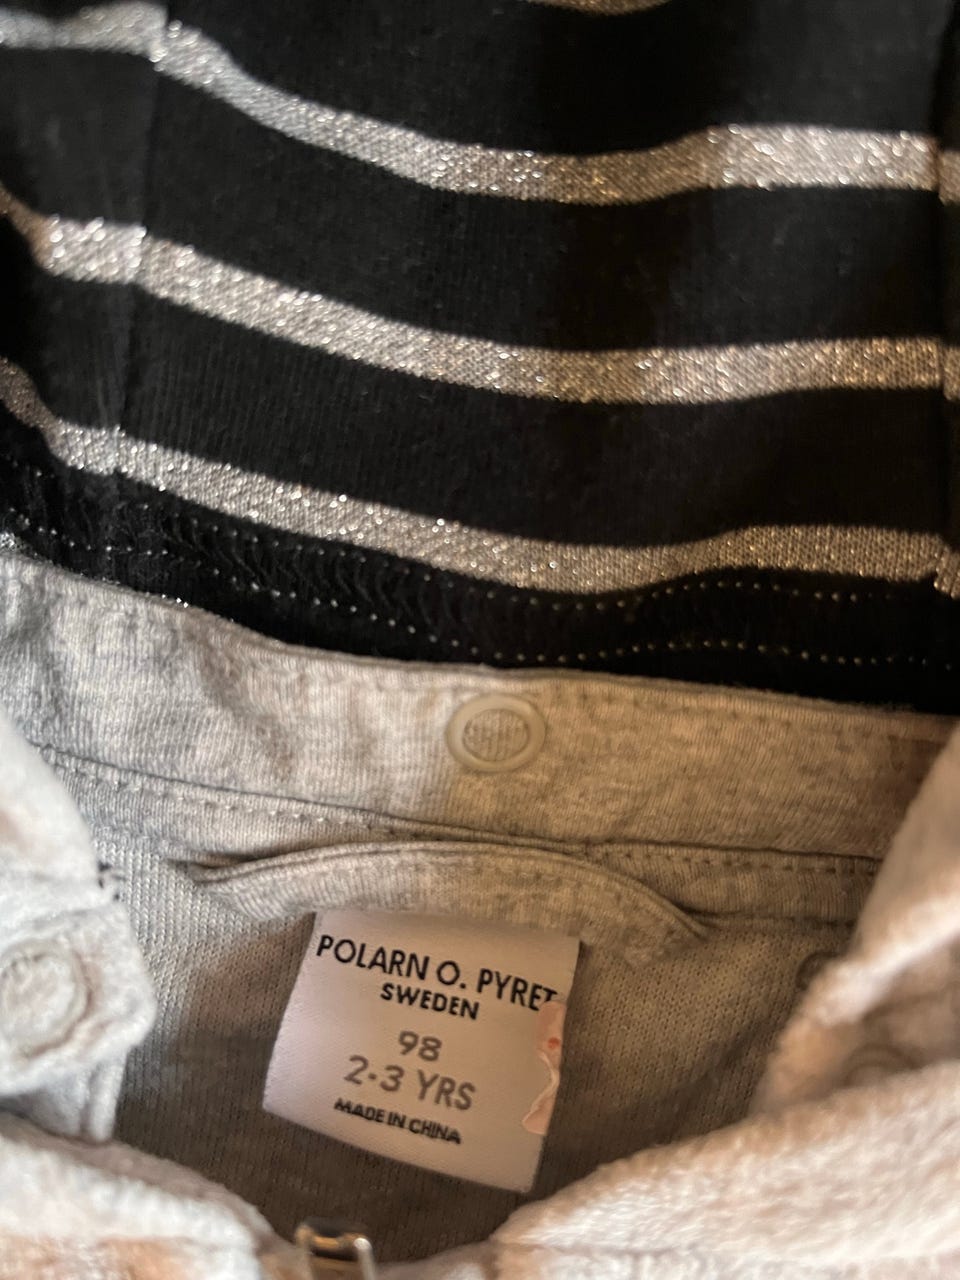 POLARN O. PYRET
SWEDEN
98
2-3 YRS
MADE IN CHINA